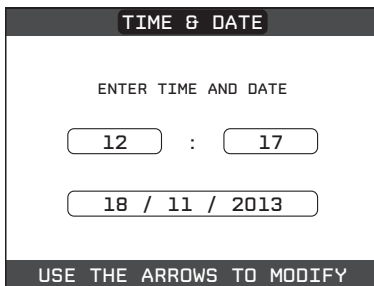 TIME & DATE
ENTER TIME AND DATE
12 : 17
18 / 11 / 2013
USE THE ARROWS TO MODIFY